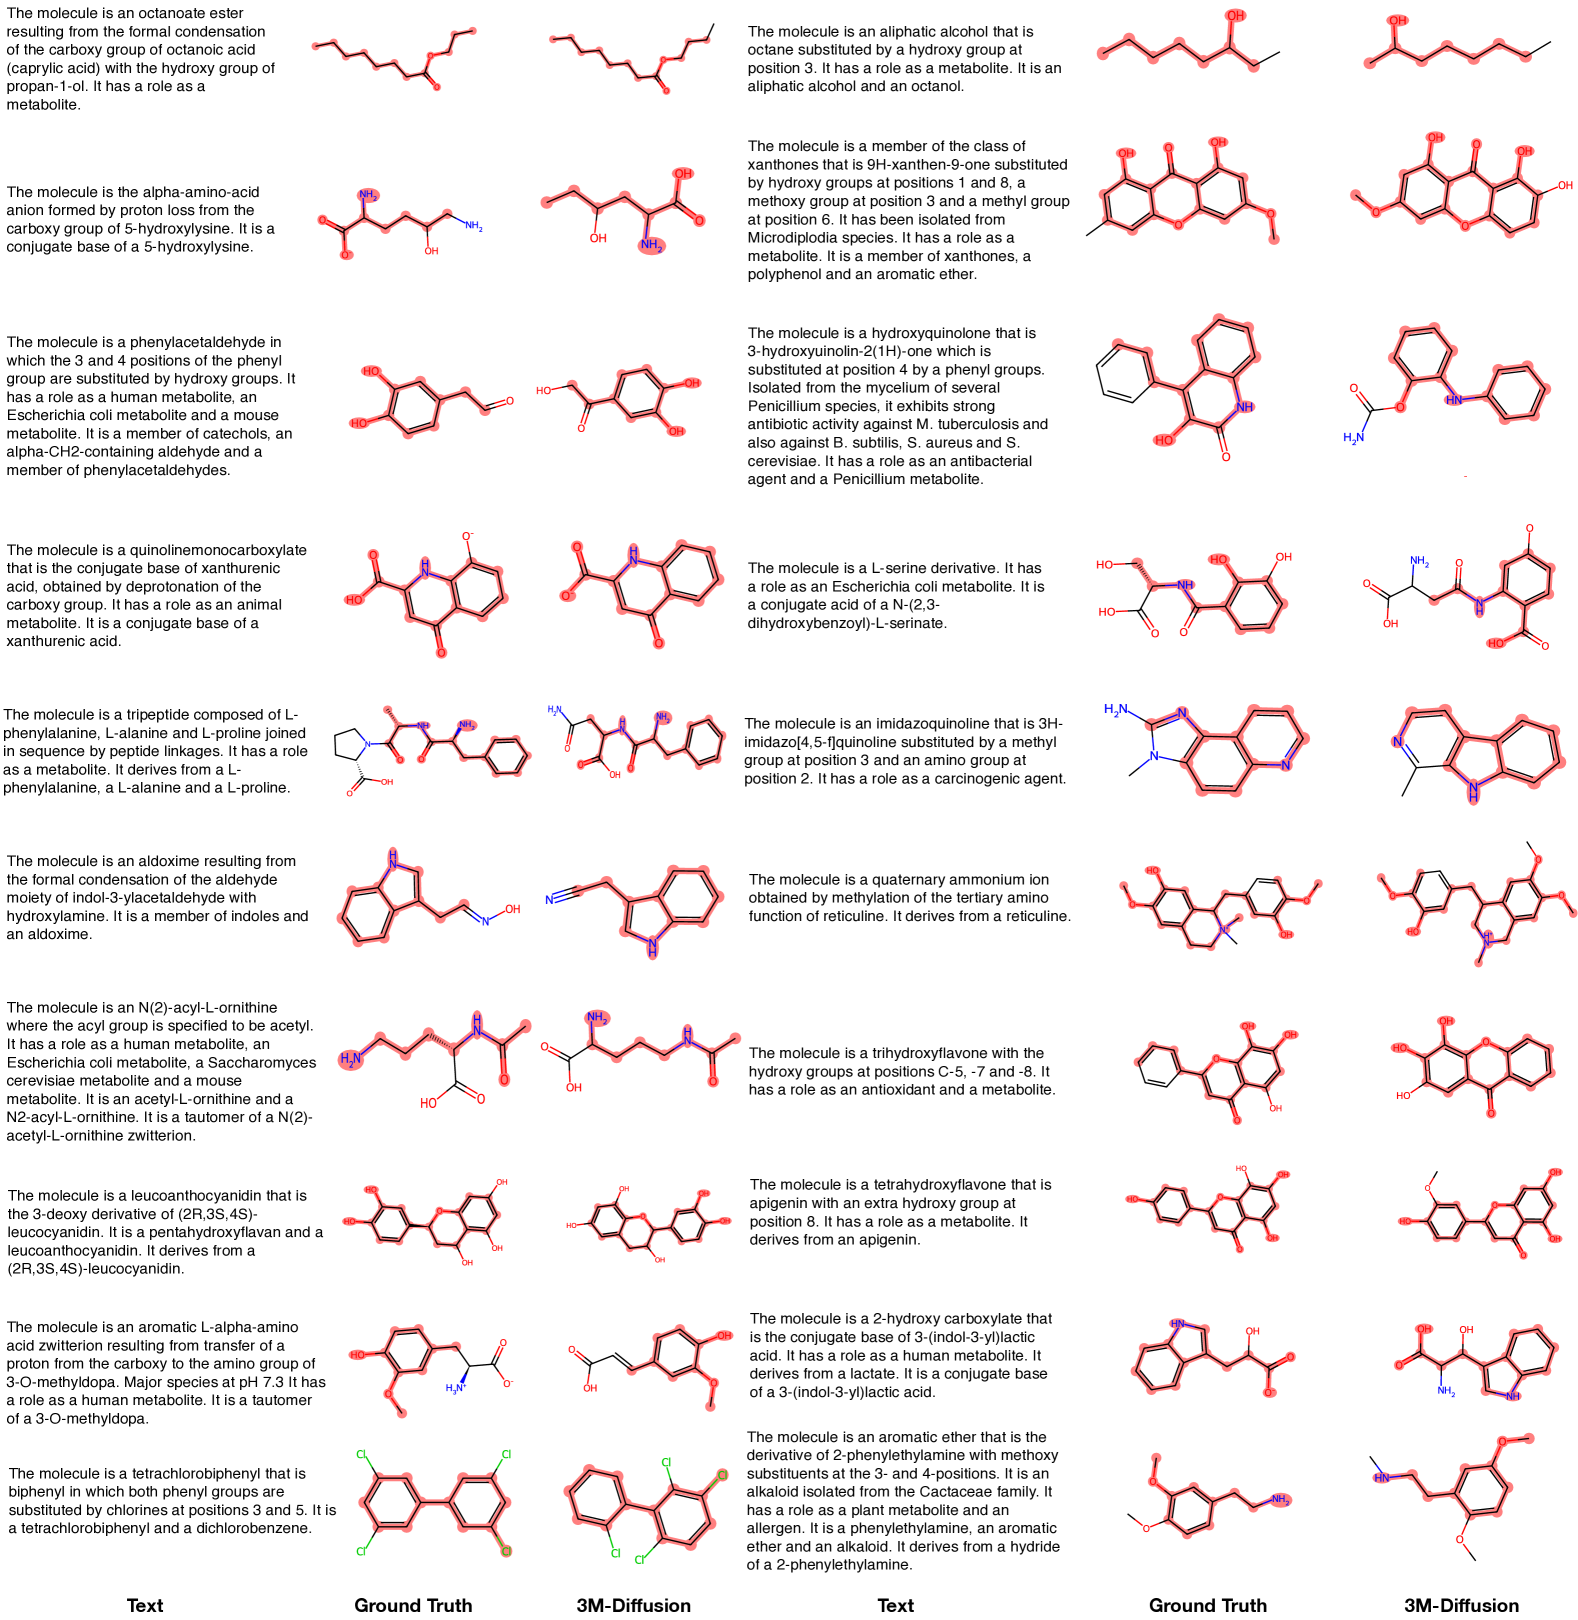 The molecule is an octanoate ester
resulting from the formal condensation
of the carboxy group of octanoic acid
(caprylic acid) with the hydroxy group of
propan-1-ol. It has a role as a
metabolite.
O
O
O
O
The molecule is an aliphatic alcohol that is
octane substituted by a hydroxy group at
position 3. It has a role as a metabolite. It is an
aliphatic alcohol and an octanol.
OH
OH
The molecule is the alpha-amino-acid
anion formed by proton loss from the
carboxy group of 5-hydroxylysine. It is a
conjugate base of a 5-hydroxylysine.
NH₂
O
O⁻
OH
NH₂
OH
O
OH
NH₂
The molecule is a member of the class of
xanthones that is 9H-xanthen-9-one substituted
by hydroxy groups at positions 1 and 8, a
methoxy group at position 3 and a methyl group
at position 6. It has been isolated from
Microdiplodia species. It has a role as a
metabolite. It is a member of xanthones, a
polyphenol and an aromatic ether.
OH
O
OH
O
O
OH
O
OH
OH
O
O
The molecule is a phenylacetaldehyde in
which the 3 and 4 positions of the phenyl
group are substituted by hydroxy groups. It
has a role as a human metabolite, an
Escherichia coli metabolite and a mouse
metabolite. It is a member of catechols, an
alpha-CH2-containing aldehyde and a
member of phenylacetaldehydes.
HO
HO
O
HO
O
OH
OH
The molecule is a hydroxyquinolone that is
3-hydroxyuinolin-2(1H)-one which is
substituted at position 4 by a phenyl groups.
Isolated from the mycelium of several
Penicillium species, it exhibits strong
antibiotic activity against M. tuberculosis and
also against B. subtilis, S. aureus and S.
cerevisiae. It has a role as an antibacterial
agent and a Penicillium metabolite.
NH
HO
O
O
O
HN
H₂N
The molecule is a quinolinemonocarboxylate
that is the conjugate base of xanthurenic
acid, obtained by deprotonation of the
carboxy group. It has a role as an animal
metabolite. It is a conjugate base of a
xanthurenic acid.
O⁻
O
H
N
HO
O
O
H
N
O⁻
O
The molecule is a L-serine derivative. It has
a role as an Escherichia coli metabolite. It is
a conjugate acid of a N-(2,3-
dihydroxybenzoyl)-L-serinate.
HO
HO
OH
NH
HO
O
O
O
NH₂
O
O
N
H
OH
HO
O
The molecule is a tripeptide composed of L-
phenylalanine, L-alanine and L-proline joined
in sequence by peptide linkages. It has a role
as a metabolite. It derives from a L-
phenylalanine, a L-alanine and a L-proline.
NH
NH₂
N
O
O
OH
O
H₂N
H
N
NH₂
O
O
O
OH
The molecule is an imidazoquinoline that is 3H-
imidazo[4,5-f]quinoline substituted by a methyl
group at position 3 and an amino group at
position 2. It has a role as a carcinogenic agent.
H₂N
N
N
N
N
N
H
The molecule is an aldoxime resulting from
the formal condensation of the aldehyde
moiety of indol-3-ylacetaldehyde with
hydroxylamine. It is a member of indoles and
an aldoxime.
H
N
OH
N
N
N
H
The molecule is a quaternary ammonium ion
obtained by methylation of the tertiary amino
function of reticuline. It derives from a reticuline.
HO
O
O
OH
N⁺
O
O
O
HO
NH⁺
The molecule is an N(2)-acyl-L-ornithine
where the acyl group is specified to be acetyl.
It has a role as a human metabolite, an
Escherichia coli metabolite, a Saccharomyces
cerevisiae metabolite and a mouse
metabolite. It is an acetyl-L-ornithine and a
N2-acyl-L-ornithine. It is a tautomer of a N(2)-
acetyl-L-ornithine zwitterion.
H
N
H₂N
O
HO
O
NH₂
O
OH
H
N
O
The molecule is a trihydroxyflavone with the
hydroxy groups at positions C-5, -7 and -8. It
has a role as an antioxidant and a metabolite.
OH
OH
O
OH
O
OH
HO
O
HO
O
The molecule is a leucoanthocyanidin that is
the 3-deoxy derivative of (2R,3S,4S)-
leucocyanidin. It is a pentahydroxyflavan and a
leucoanthocyanidin. It derives from a
(2R,3S,4S)-leucocyanidin.
HO
HO
OH
O
OH
OH
OH
HO
O
OH
OH
OH
The molecule is a tetrahydroxyflavone that is
apigenin with an extra hydroxy group at
position 8. It has a role as a metabolite. It
derives from an apigenin.
HO
OH
HO
O
OH
O
O
OH
HO
O
OH
O
The molecule is an aromatic L-alpha-amino
acid zwitterion resulting from transfer of a
proton from the carboxy to the amino group of
3-O-methyldopa. Major species at pH 7.3 It has
a role as a human metabolite. It is a tautomer
of a 3-O-methyldopa.
HO
O
O
O⁻
H₃N⁺
O
OH
OH
O
The molecule is a 2-hydroxy carboxylate that
is the conjugate base of 3-(indol-3-yl)lactic
acid. It has a role as a human metabolite. It
derives from a lactate. It is a conjugate base
of a 3-(indol-3-yl)lactic acid.
HN
OH
O
O⁻
OH
OH
O
NH₂
NH
The molecule is a tetrachlorobiphenyl that is
biphenyl in which both phenyl groups are
substituted by chlorines at positions 3 and 5. It is
a tetrachlorobiphenyl and a dichlorobenzene.
Cl
Cl
Cl
Cl
Cl
Cl
Cl
Cl
The molecule is an aromatic ether that is the
derivative of 2-phenylethylamine with methoxy
substituents at the 3- and 4-positions. It is an
alkaloid isolated from the Cactaceae family. It
has a role as a plant metabolite and an
allergen. It is a phenylethylamine, an aromatic
ether and an alkaloid. It derives from a hydride
of a 2-phenylethylamine.
O
O
NH₂
HN
O
O
Text
Ground Truth
3M-Diffusion
Text
Ground Truth
3M-Diffusion